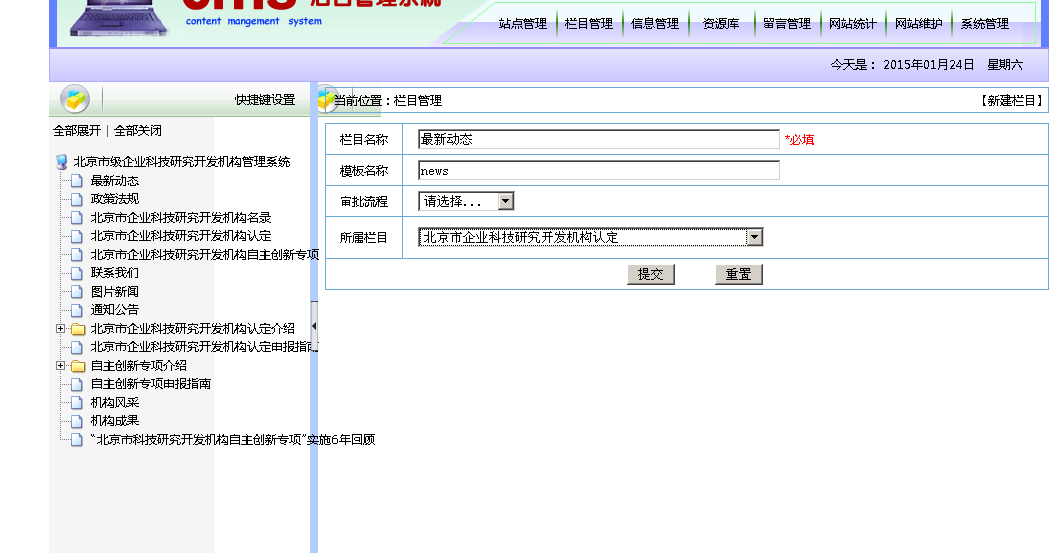 cms后台管理系统
content mangement system
站点管理 栏目管理 信息管理 资源库 留言管理 网站统计 网站维护 系统管理
今天是： 2015年01月24日 星期六
快捷键设置
当前位置：栏目管理 【新建栏目】
全部展开 | 全部关闭
北京市级企业科技研究开发机构管理系统
最新动态
政策法规
北京市企业科技研究开发机构名录
北京市企业科技研究开发机构认定
北京市企业科技研究开发机构自主创新专项
联系我们
图片新闻
通知公告
北京市企业科技研究开发机构认定介绍
北京市企业科技研究开发机构认定申报指南
自主创新专项介绍
自主创新专项申报指南
机构风采
机构成果
“北京市科技研究开发机构自主创新专项”实施6年回顾
栏目名称 最新动态 *必填
模板名称 news
审批流程 请选择...
所属栏目 北京市企业科技研究开发机构认定
提交 重置